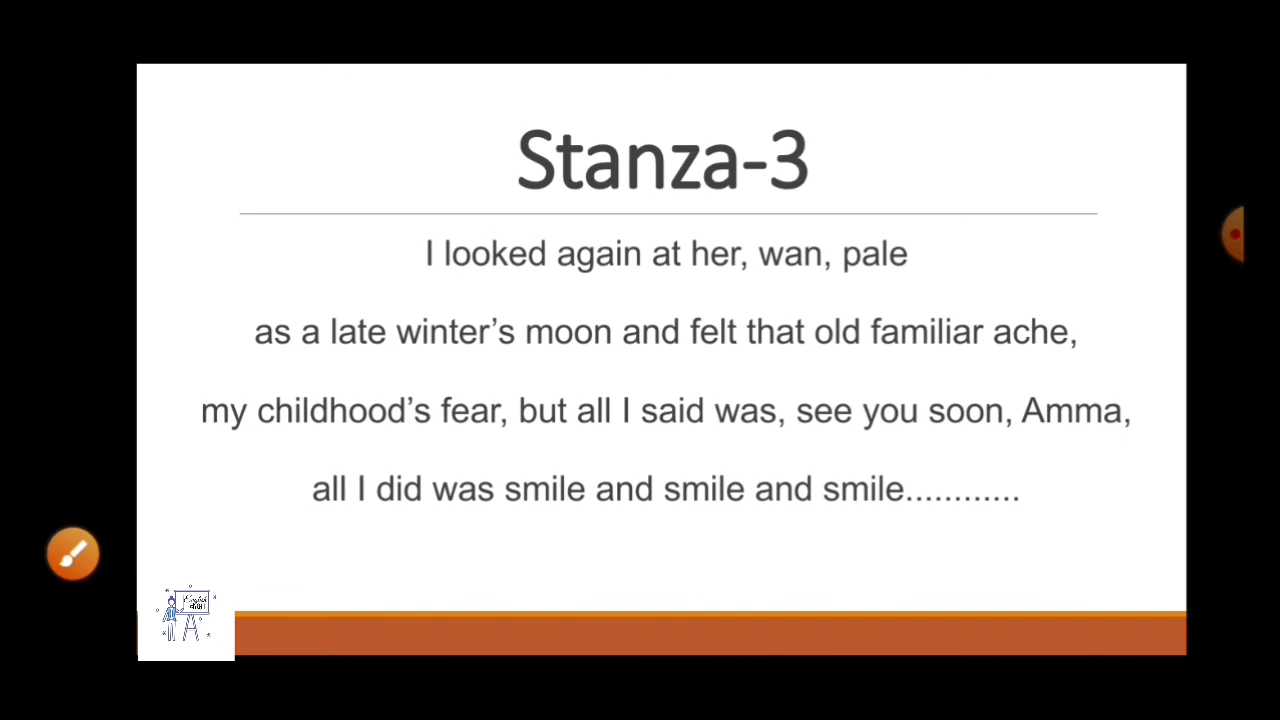 Stanza-3
I looked again at her, wan, pale
as a late winter’s moon and felt that old familiar ache,
my childhood’s fear, but all I said was, see you soon, Amma,
all I did was smile and smile and smile............